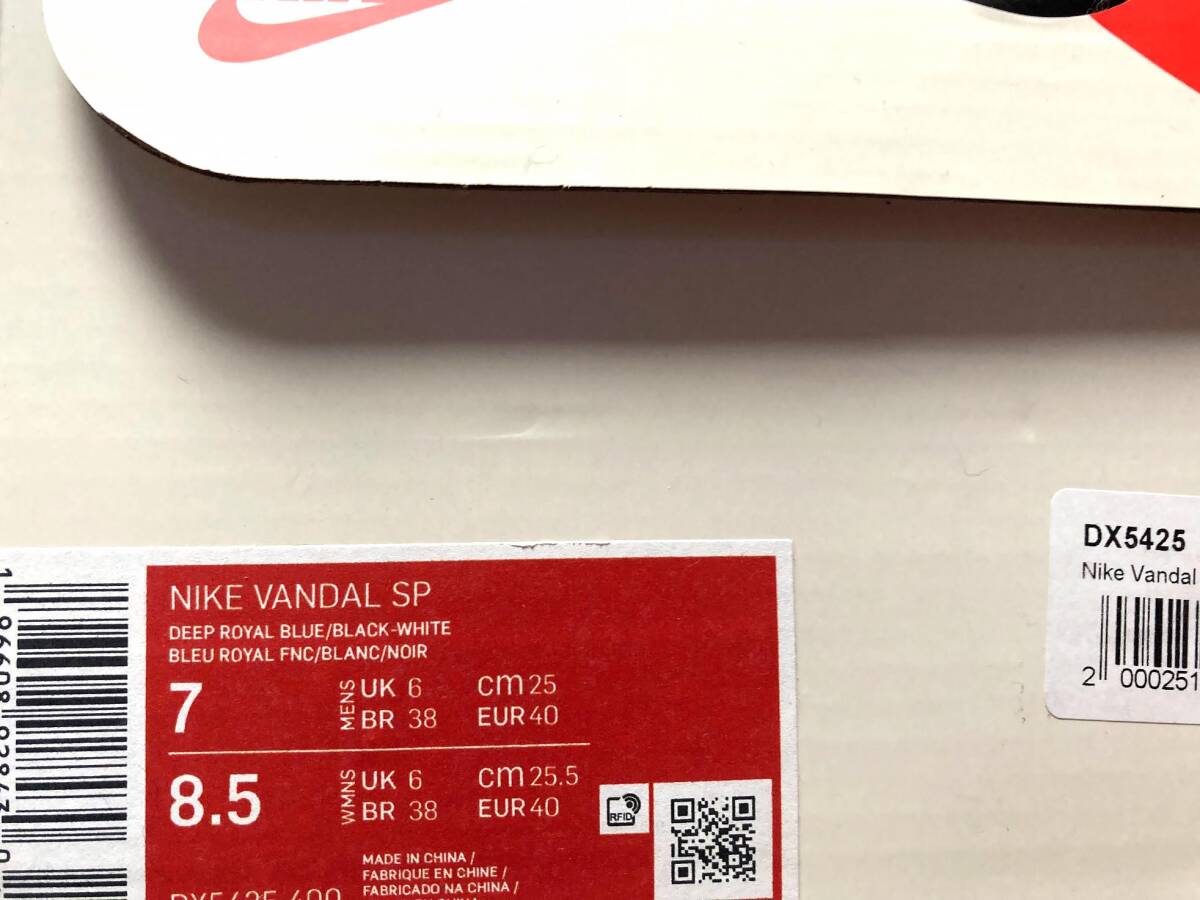 NIKE VANDAL SP
DEEP ROYAL BLUE/BLACK-WHITE
BLEU ROYAL FNC/BLANC/NOIR
7 MENS UK 6 cm 25
BR 38 EUR 40
8.5 WMNS UK 6 cm 25.5
BR 38 EUR 40
RFID
MADE IN CHINA /
FABRIQUE EN CHINE /
FABRICADO NA CHINA /
DX5425
Nike Vandal
2 000251